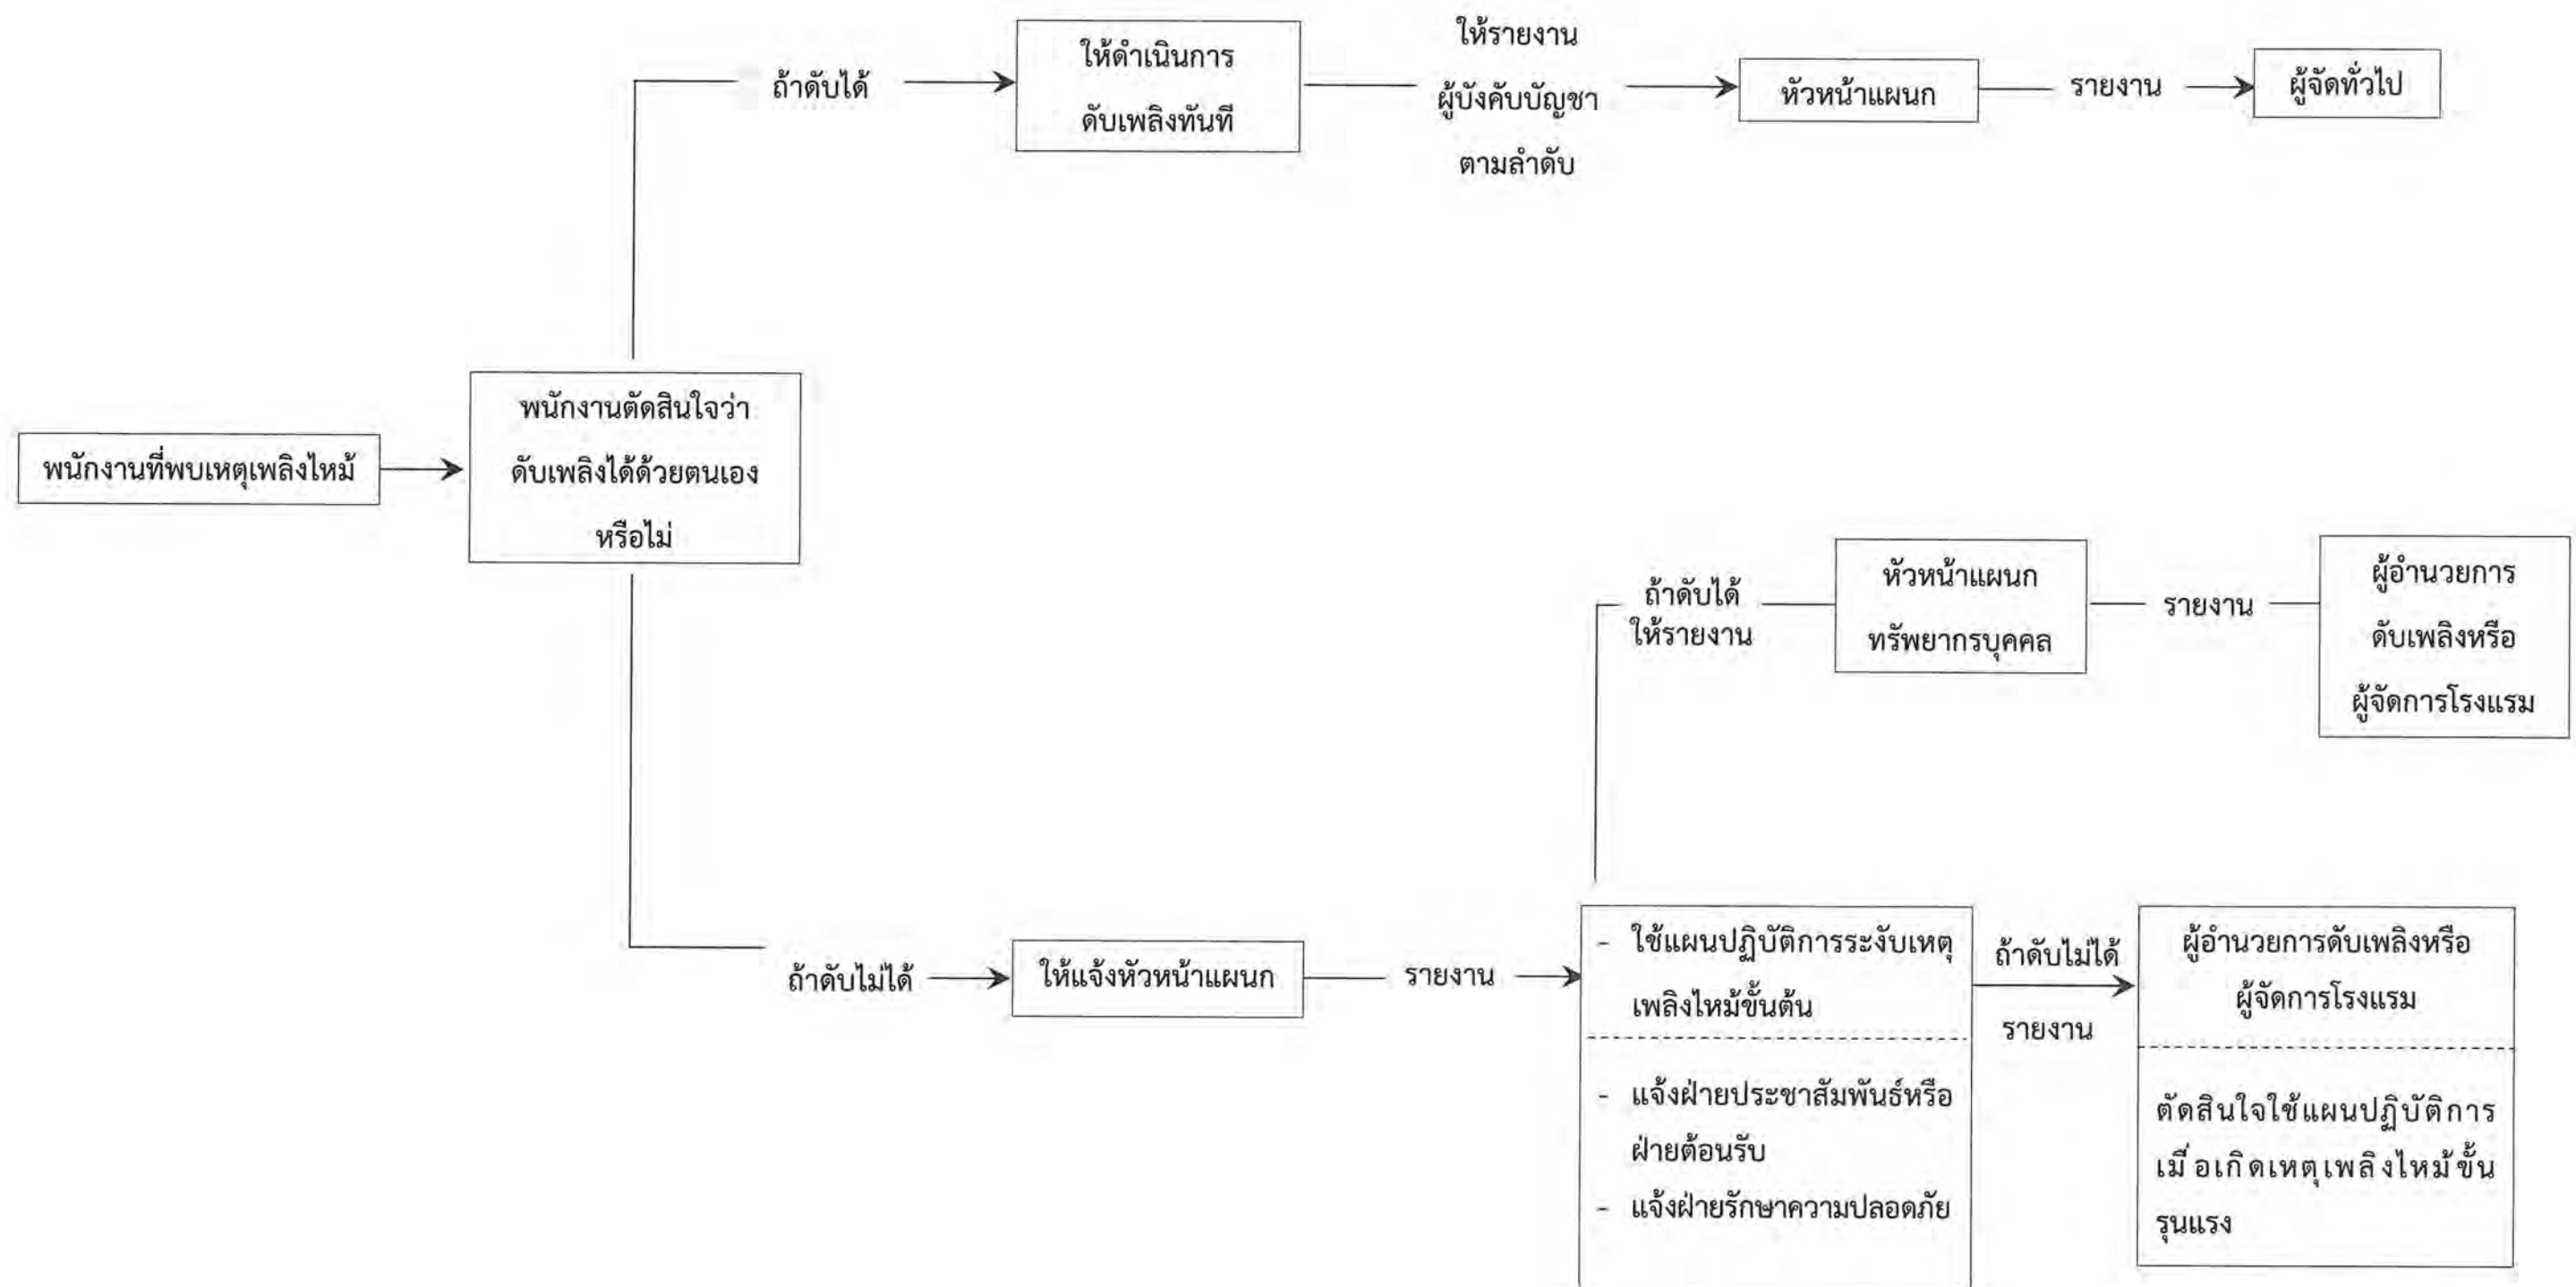 ถ้าดับได้
ให้ดำเนินการ
ดับเพลิงทันที
ให้รายงาน
ผู้บังคับบัญชา
ตามลำดับ
หัวหน้าแผนก
รายงาน
ผู้จัดทั่วไป
พนักงานที่พบเหตุเพลิงไหม้
พนักงานตัดสินใจว่า
ดับเพลิงได้ด้วยตนเอง
หรือไม่
ถ้าดับได้
ให้รายงาน
หัวหน้าแผนก
ทรัพยากรบุคคล
รายงาน
ผู้อำนวยการ
ดับเพลิงหรือ
ผู้จัดการโรงแรม
ถ้าดับไม่ได้
ให้แจ้งหัวหน้าแผนก
รายงาน
- ใช้แผนปฏิบัติการระงับเหตุ
เพลิงไหม้ขั้นต้น
- แจ้งฝ่ายประชาสัมพันธ์หรือ
ฝ่ายต้อนรับ
- แจ้งฝ่ายรักษาความปลอดภัย
ถ้าดับไม่ได้
รายงาน
ผู้อำนวยการดับเพลิงหรือ
ผู้จัดการโรงแรม
ตัดสินใจใช้แผนปฏิบัติการ
เมื่อเกิดเหตุเพลิงไหม้ขั้น
รุนแรง